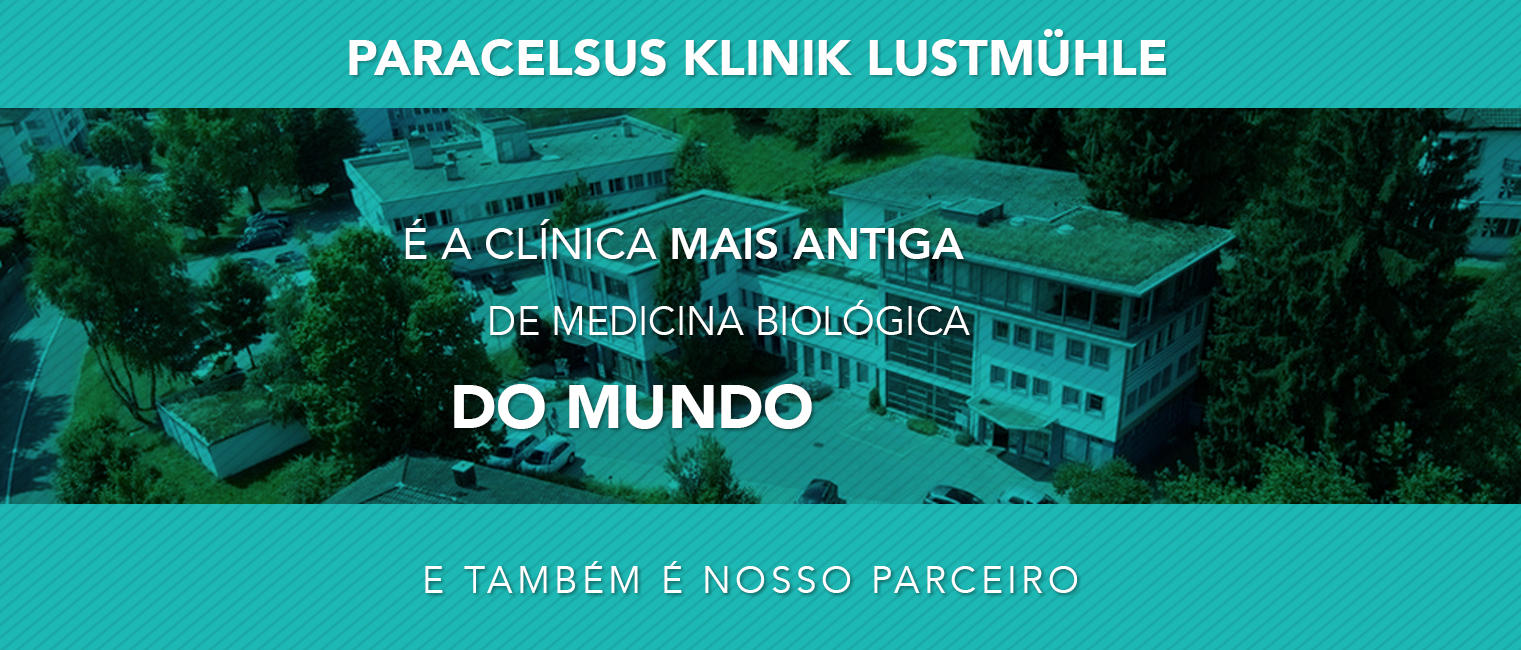 PARACELSUS KLINIK LUSTMÜHLE
É A CLÍNICA MAIS ANTIGA
DE MEDICINA BIOLÓGICA
DO MUNDO
E TAMBÉM É NOSSO PARCEIRO